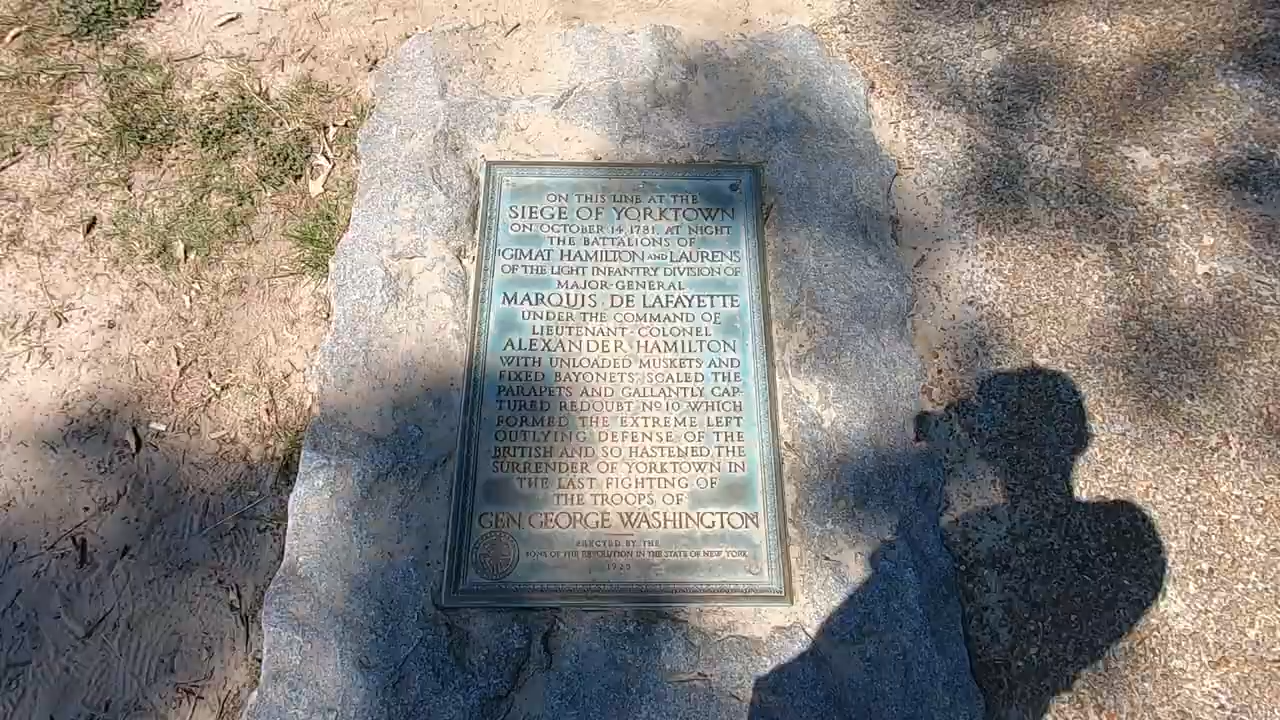 ON THIS LINE AT THE
SIEGE OF YORKTOWN
ON OCTOBER 14, 1781, AT NIGHT
THE BATTALIONS OF
GIMAT HAMILTON AND LAURENS
OF THE LIGHT INFANTRY DIVISION OF
MAJOR-GENERAL
MARQUIS DE LAFAYETTE
UNDER THE COMMAND OF
LIEUTENANT-COLONEL
ALEXANDER HAMILTON
WITH UNLOADED MUSKETS AND
FIXED BAYONETS, SCALED THE
PARAPETS AND GALLANTLY CAP-
TURED REDOUBT No 10 WHICH
FORMED THE EXTREME LEFT
OUTLYING DEFENSE OF THE
BRITISH AND SO HASTENED THE
SURRENDER OF YORKTOWN IN
THE LAST FIGHTING OF
THE TROOPS OF
GEN. GEORGE WASHINGTON
ERECTED BY THE
SONS OF THE REVOLUTION IN THE STATE OF NEW YORK